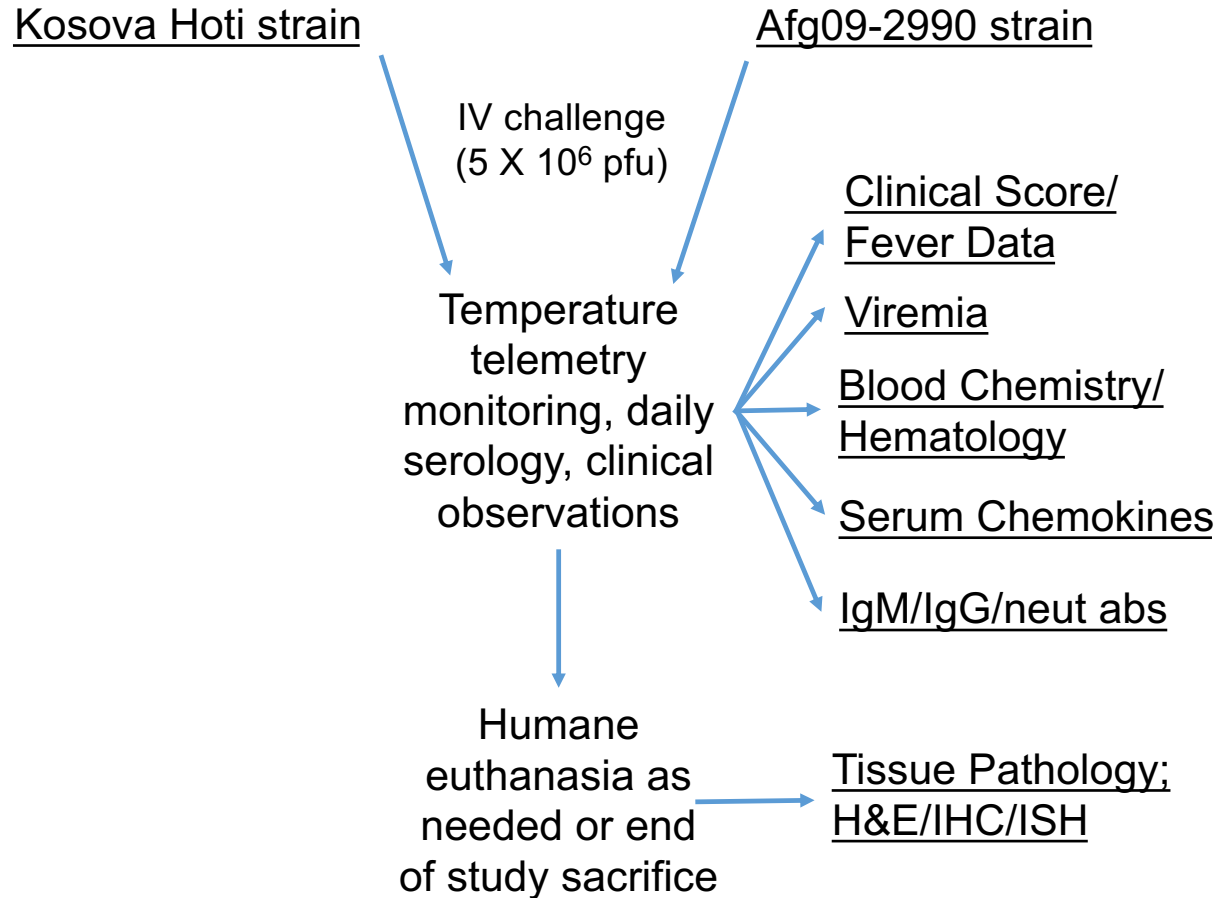 Kosova Hoti strain
Afg09-2990 strain
IV challenge
(5 X 10⁶ pfu)
Temperature
telemetry
monitoring, daily
serology, clinical
observations
Clinical Score/
Fever Data
Viremia
Blood Chemistry/
Hematology
Serum Chemokines
IgM/IgG/neut abs
Humane
euthanasia as
needed or end
of study sacrifice
Tissue Pathology;
H&E/IHC/ISH